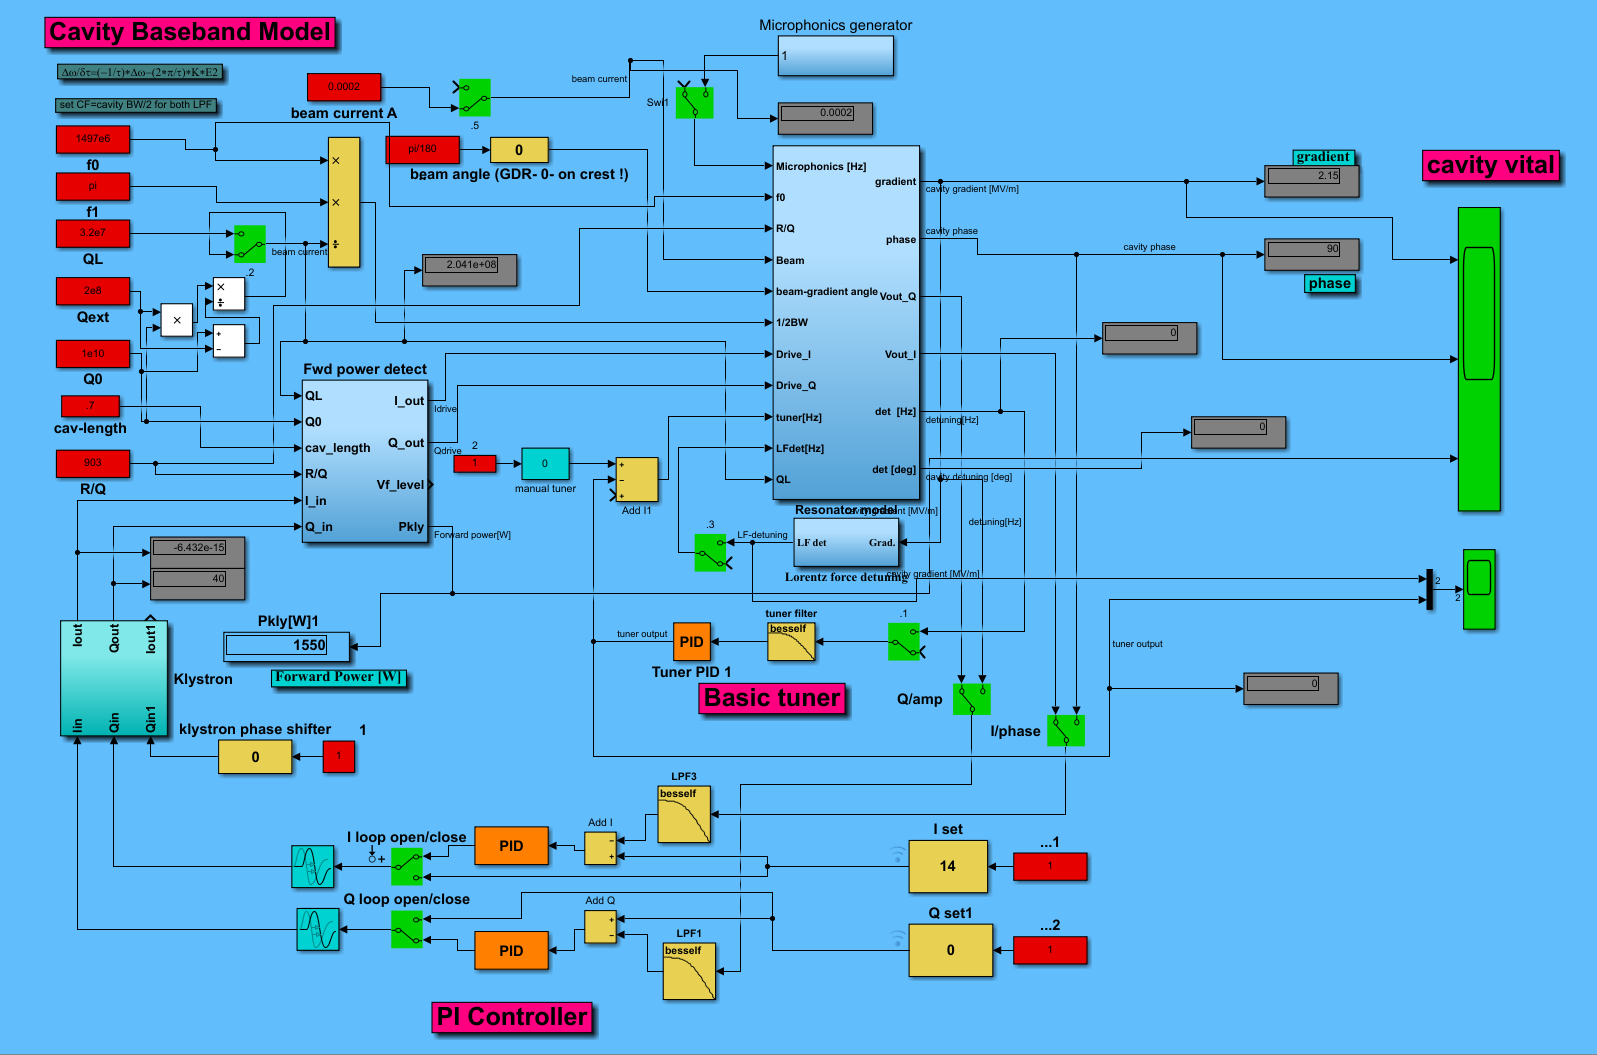 Cavity Baseband Model
Δω/δτ=(−1/τ)*Δω−(2*π/τ)*K*E2
set CF=cavity BW/2 for both LPF
1497e6
f0
pi
f1
3.2e7
QL
2e8
Qext
1e10
Q0
.7
cav-length
903
R/Q
0.0002
beam current A
.5
beam current
pi/180
0
beam angle (GDR- 0- on crest !)
×
×
÷
beam current
.2
×
÷
×
+
−
2.041e+08
Microphonics generator
1
Swf1
0.0002
Microphonics [Hz]
f0
R/Q
Beam
beam-gradient angle
1/2BW
Drive_I
Drive_Q
tuner[Hz]
LFdet[Hz]
QL
gradient
phase
Vout_Q
Vout_I
det [Hz]
det [deg]
Resonator model
cavity gradient [MV/m]
cavity phase
cavity phase
detuning[Hz]
cavity detuning [deg]
cavity gradient [MV/m]
detuning[Hz]
gradient
2.15
90
phase
cavity vital
0
0
Fwd power detect
QL
Q0
cav_length
R/Q
I_in
Q_in
I_out
Q_out
Vf_level
Pkly
Idrive
Qdrive
Forward power[W]
2
1
0
manual tuner
+
−
+
Add I1
.3
LF-detuning
LF det
Grad.
Lorentz force detuning
cavity gradient [MV/m]
2
2
-6.432e-15
40
Iout
Qout
Iout1
Iin
Qin
Qin1
Klystron
Pkly[W]1
1550
Forward Power [W]
klystron phase shifter
0
1
1
tuner output
PID
Tuner PID 1
tuner filter
besself
.1
Basic tuner
Q/amp
I/phase
tuner output
0
LPF3
besself
Add I
−
+
PID
I loop open/close
+
I set
14
...1
1
Q loop open/close
PID
Add Q
+
−
LPF1
besself
Q set1
0
...2
1
PI Controller